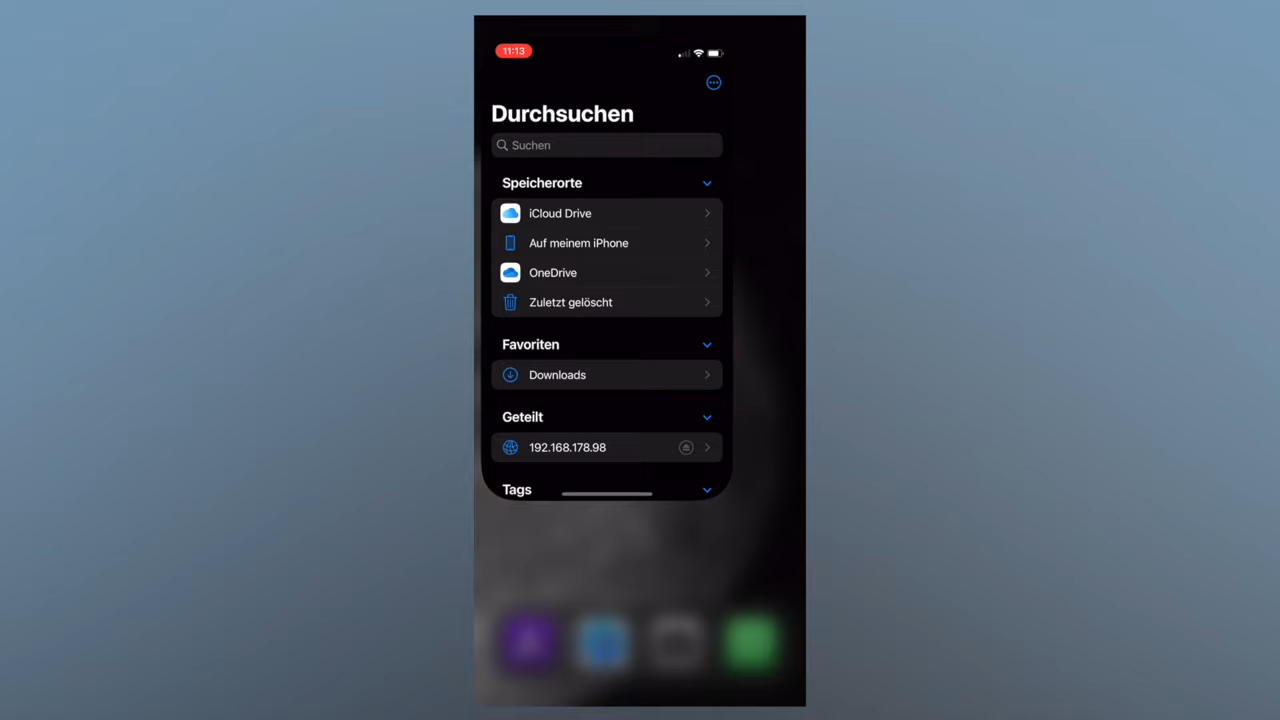 11:13
Durchsuchen
Suchen
Speicherorte
iCloud Drive
Auf meinem iPhone
OneDrive
Zuletzt gelöscht
Favoriten
Downloads
Geteilt
192.168.178.98
Tags